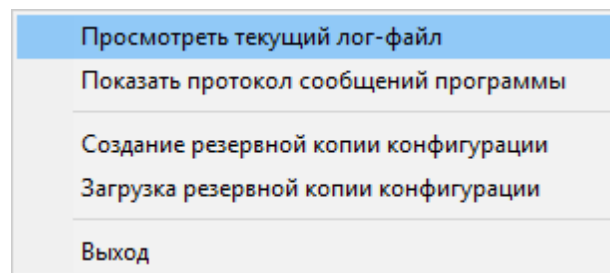 Просмотреть текущий лог-файл
Показать протокол сообщений программы
Создание резервной копии конфигурации
Загрузка резервной копии конфигурации
Выход